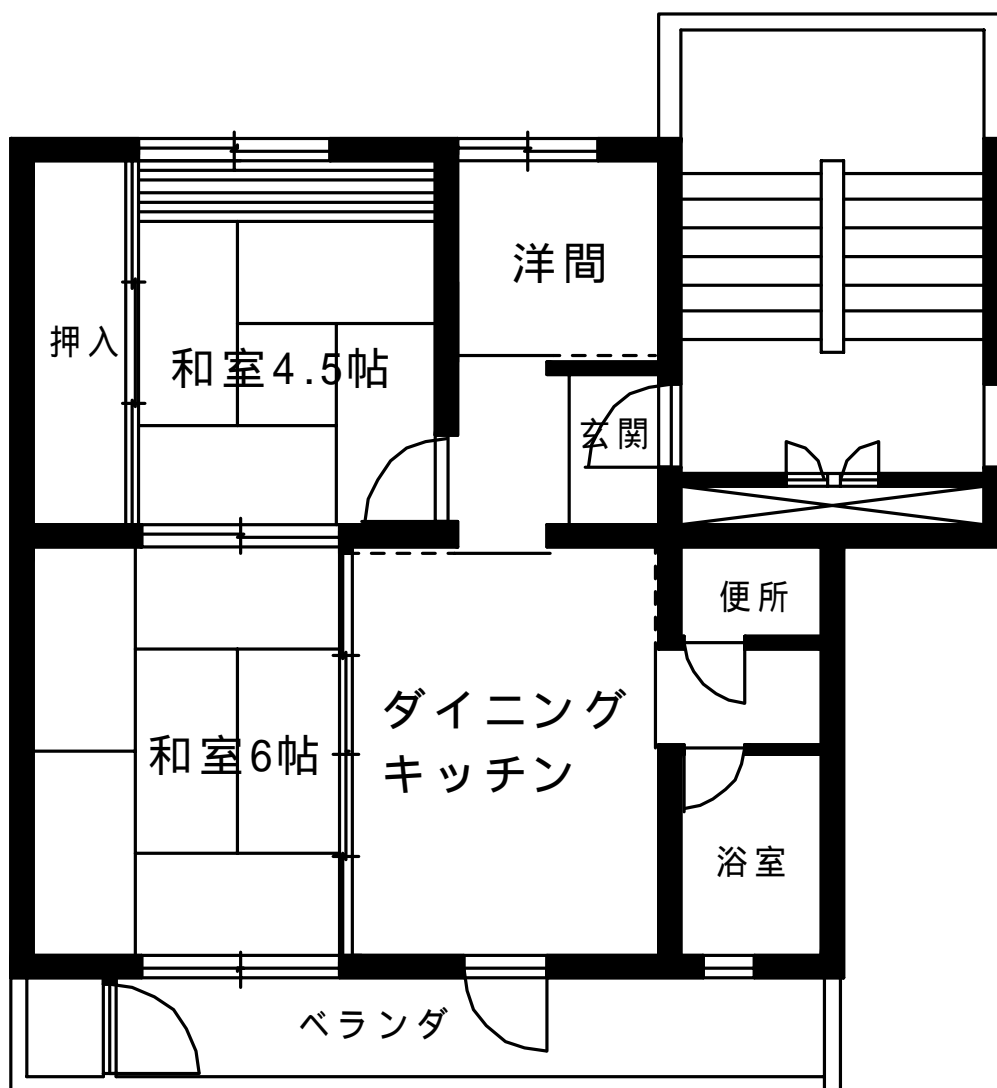 洋間
押入
和室4.5帖
玄関
便所
ダイニング
キッチン
和室6帖
浴室
ベランダ